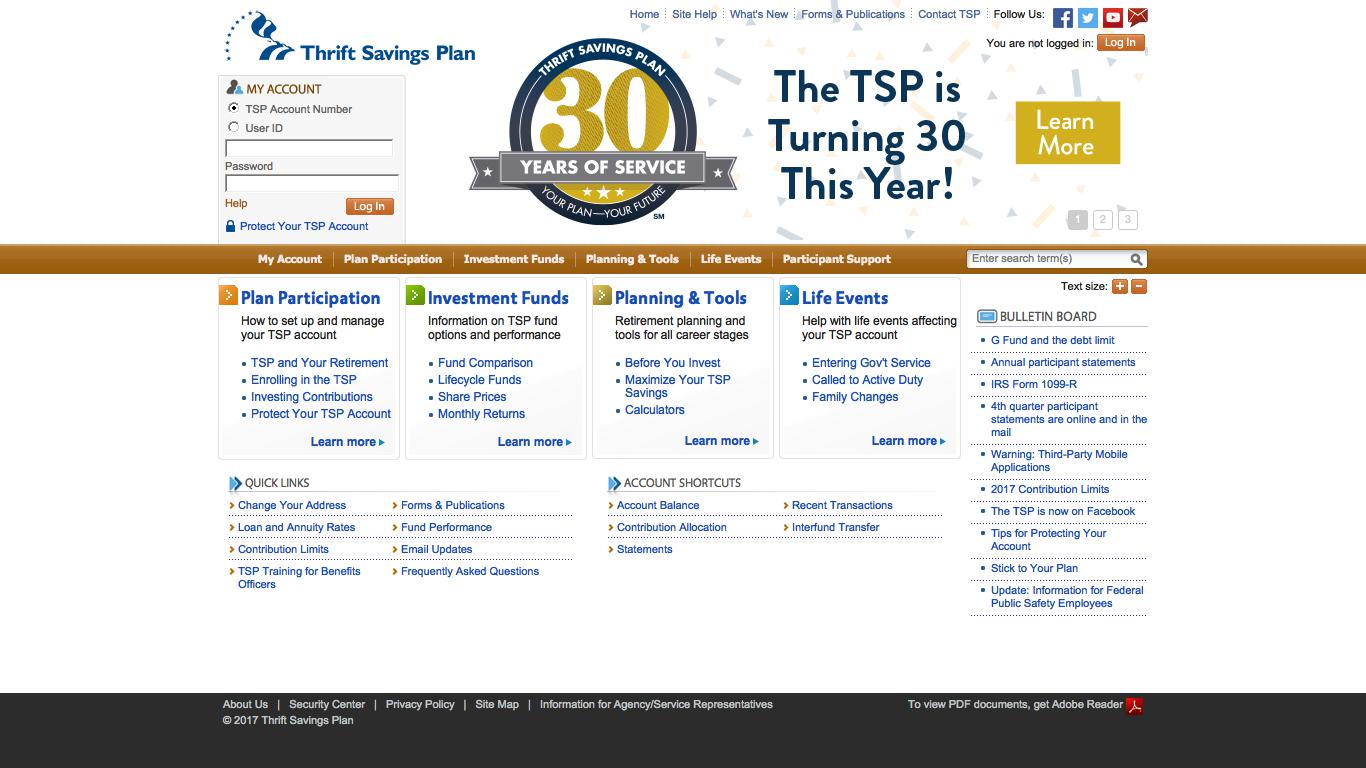 Home
Site Help
What's New
Forms & Publications
Contact TSP
Follow Us:
Thrift Savings Plan
You are not logged in:
Log In
MY ACCOUNT
TSP Account Number
User ID
Password
Help
Log In
Protect Your TSP Account
THRIFT SAVINGS PLAN
30
YEARS OF SERVICE
YOUR PLAN—YOUR FUTURE
SM
The TSP is
Turning 30
This Year!
Learn
More
1
2
3
My Account
Plan Participation
Investment Funds
Planning & Tools
Life Events
Participant Support
Enter search term(s)
Text size:
+
−
Plan Participation
How to set up and manage
your TSP account
TSP and Your Retirement
Enrolling in the TSP
Investing Contributions
Protect Your TSP Account
Learn more
Investment Funds
Information on TSP fund
options and performance
Fund Comparison
Lifecycle Funds
Share Prices
Monthly Returns
Learn more
Planning & Tools
Retirement planning and
tools for all career stages
Before You Invest
Maximize Your TSP
Savings
Calculators
Learn more
Life Events
Help with life events affecting
your TSP account
Entering Gov't Service
Called to Active Duty
Family Changes
Learn more
BULLETIN BOARD
G Fund and the debt limit
Annual participant statements
IRS Form 1099-R
4th quarter participant
statements are online and in the
mail
Warning: Third-Party Mobile
Applications
2017 Contribution Limits
The TSP is now on Facebook
Tips for Protecting Your
Account
Stick to Your Plan
Update: Information for Federal
Public Safety Employees
QUICK LINKS
Change Your Address
Loan and Annuity Rates
Contribution Limits
TSP Training for Benefits
Officers
Forms & Publications
Fund Performance
Email Updates
Frequently Asked Questions
ACCOUNT SHORTCUTS
Account Balance
Contribution Allocation
Statements
Recent Transactions
Interfund Transfer
About Us | Security Center | Privacy Policy | Site Map | Information for Agency/Service Representatives
© 2017 Thrift Savings Plan
To view PDF documents, get Adobe Reader